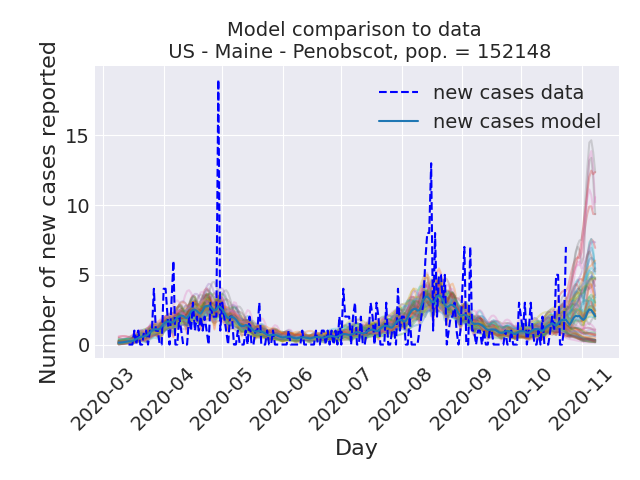 Model comparison to data
US - Maine - Penobscot, pop. = 152148
new cases data
new cases model
Number of new cases reported
15
10
5
0
2020-03
2020-04
2020-05
2020-06
2020-07
2020-08
2020-09
2020-10
2020-11
Day